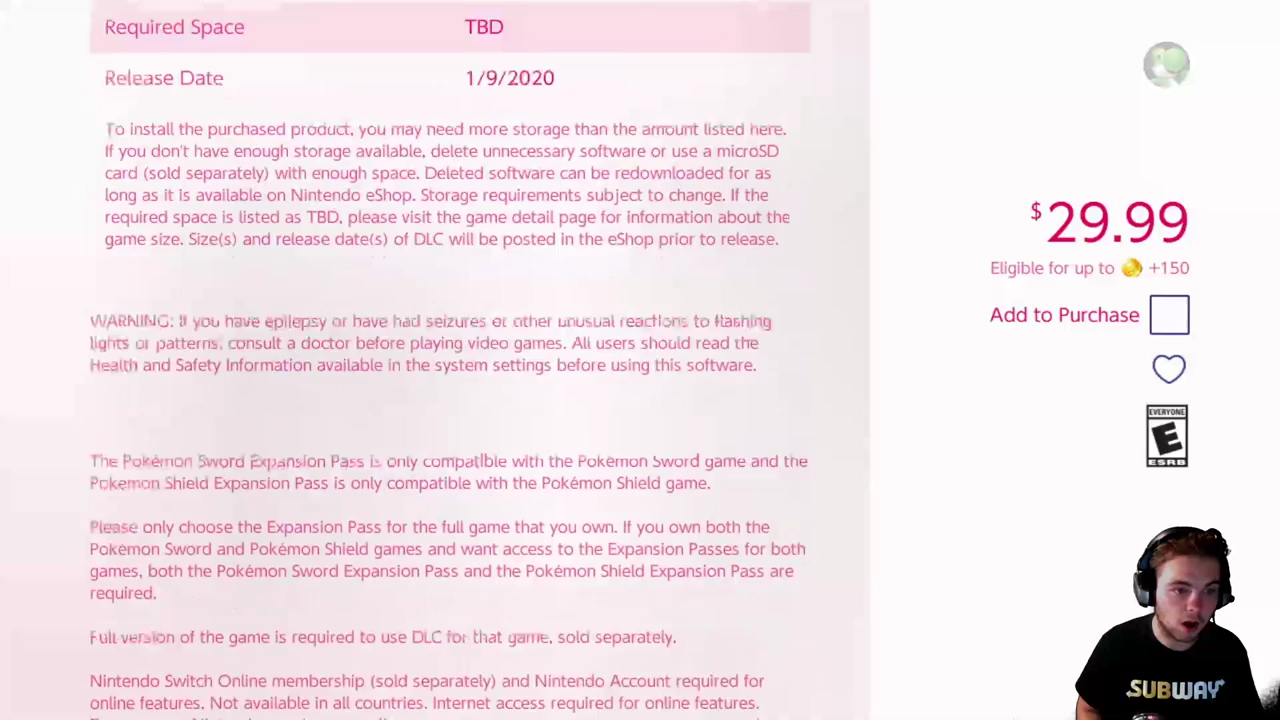 Required Space TBD
Release Date 1/9/2020
To install the purchased product, you may need more storage than the amount listed here.
If you don't have enough storage available, delete unnecessary software or use a microSD
card (sold separately) with enough space. Deleted software can be redownloaded for as
long as it is available on Nintendo eShop. Storage requirements subject to change. If the
required space is listed as TBD, please visit the game detail page for information about the
game size. Size(s) and release date(s) of DLC will be posted in the eShop prior to release.
$29.99
Eligible for up to +150
Add to Purchase
EVERYONE
E
ESRB
WARNING: If you have epilepsy or have had seizures or other unusual reactions to flashing
lights or patterns, consult a doctor before playing video games. All users should read the
Health and Safety Information available in the system settings before using this software.
The Pokémon Sword Expansion Pass is only compatible with the Pokémon Sword game and the
Pokémon Shield Expansion Pass is only compatible with the Pokémon Shield game.
Please only choose the Expansion Pass for the full game that you own. If you own both the
Pokémon Sword and Pokémon Shield games and want access to the Expansion Passes for both
games, both the Pokémon Sword Expansion Pass and the Pokémon Shield Expansion Pass are
required.
Full version of the game is required to use DLC for that game, sold separately.
Nintendo Switch Online membership (sold separately) and Nintendo Account required for
online features. Not available in all countries. Internet access required for online features.
SUBWAY